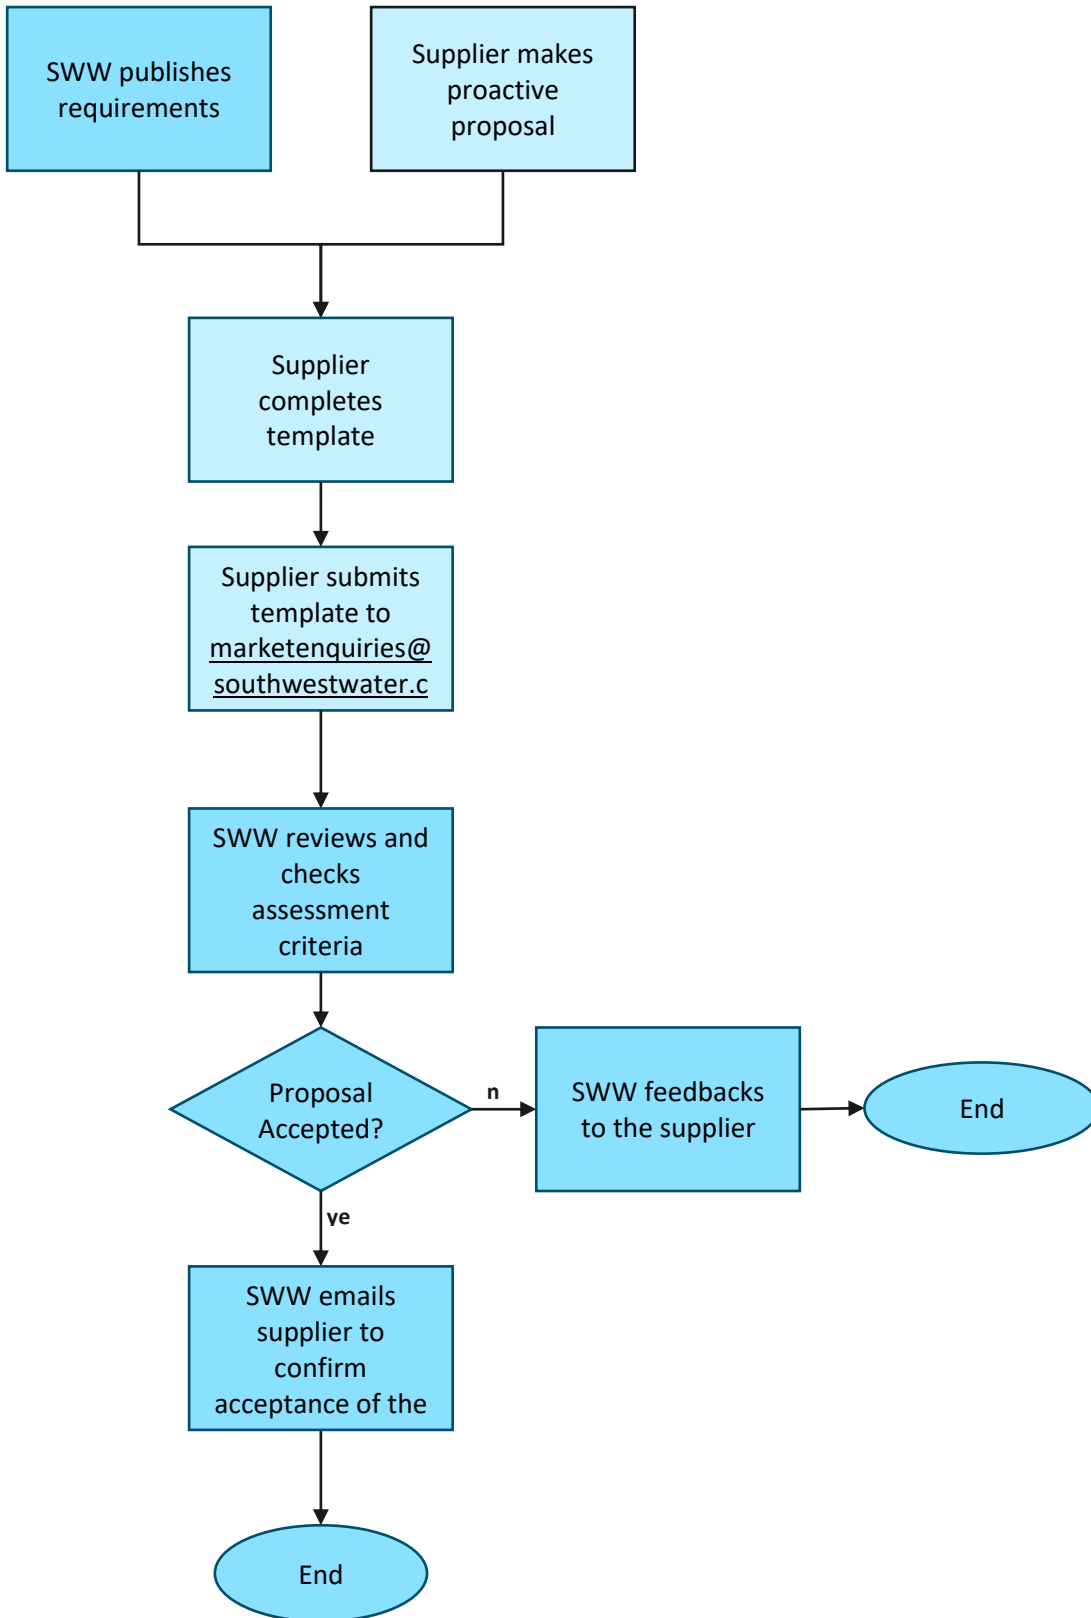 SWW publishes
requirements
Supplier makes
proactive
proposal
Supplier
completes
template
Supplier submits
template to
marketenquiries@
southwestwater.c
SWW reviews and
checks
assessment
criteria
Proposal
Accepted?
n
SWW feedbacks
to the supplier
End
ye
SWW emails
supplier to
confirm
acceptance of the
End